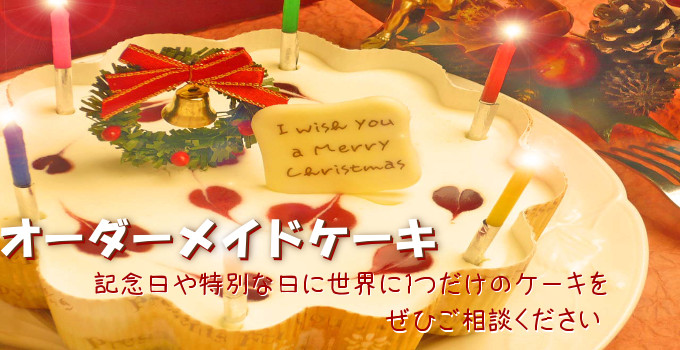 I wish you
a Merry
Christmas
オーダーメイドケーキ
記念日や特別な日に世界に1つだけのケーキを
ぜひご相談ください